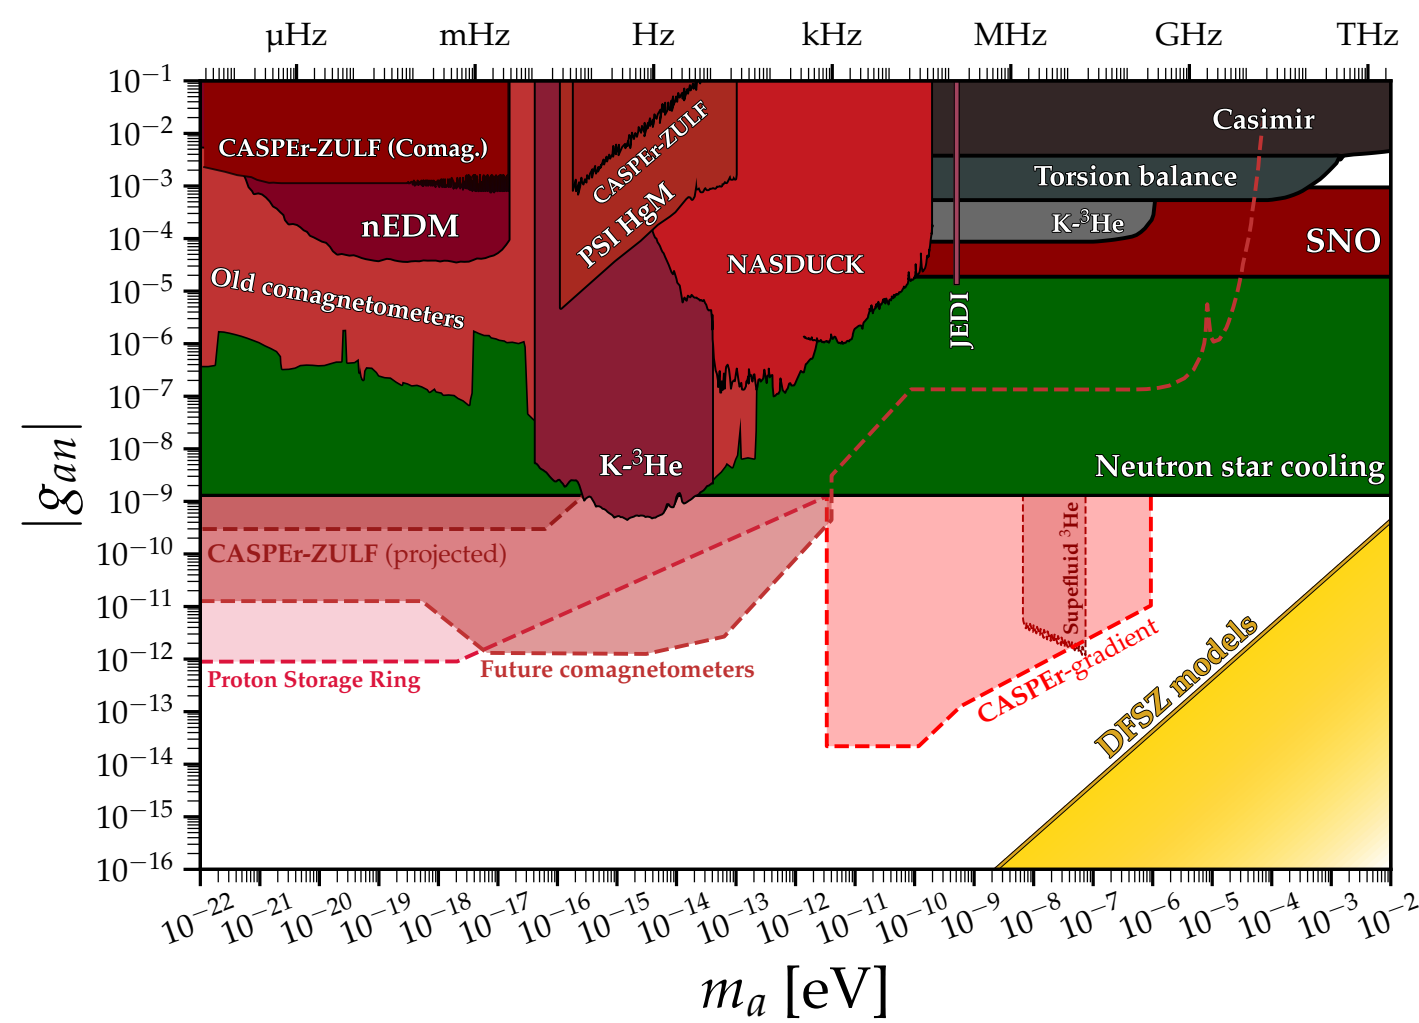 µHz mHz Hz kHz MHz GHz THz
10⁻¹
10⁻²
10⁻³
10⁻⁴
10⁻⁵
10⁻⁶
10⁻⁷
10⁻⁸
10⁻⁹
10⁻¹⁰
10⁻¹¹
10⁻¹²
10⁻¹³
10⁻¹⁴
10⁻¹⁵
10⁻¹⁶
|gₐₙ|
CASPEr-ZULF (Comag.)
nEDM
Old comagnetometers
CASPEr-ZULF
PSI HgM
NASDUCK
K-³He
Casimir
Torsion balance
K-³He
SNO
JEDI
Neutron star cooling
CASPEr-ZULF (projected)
Proton Storage Ring
Future comagnetometers
Supefluid ³He
CASPEr-gradient
DFSZ models
10⁻²² 10⁻²¹ 10⁻²⁰ 10⁻¹⁹ 10⁻¹⁸ 10⁻¹⁷ 10⁻¹⁶ 10⁻¹⁵ 10⁻¹⁴ 10⁻¹³ 10⁻¹² 10⁻¹¹ 10⁻¹⁰ 10⁻⁹ 10⁻⁸ 10⁻⁷ 10⁻⁶ 10⁻⁵ 10⁻⁴ 10⁻³ 10⁻²
mₐ [eV]